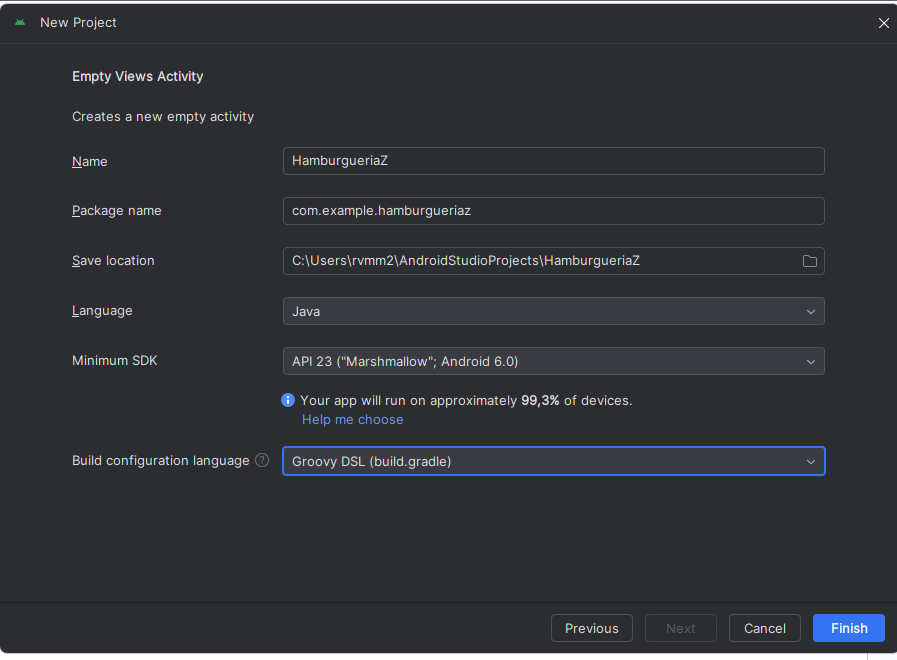 New Project
Empty Views Activity
Creates a new empty activity
Name HamburgueriaZ
Package name com.example.hamburgueriaz
Save location C:\Users\rvmm2\AndroidStudioProjects\HamburgueriaZ
Language Java
Minimum SDK API 23 ("Marshmallow"; Android 6.0)
Your app will run on approximately 99,3% of devices.
Help me choose
Build configuration language ? Groovy DSL (build.gradle)
Previous Next Cancel Finish